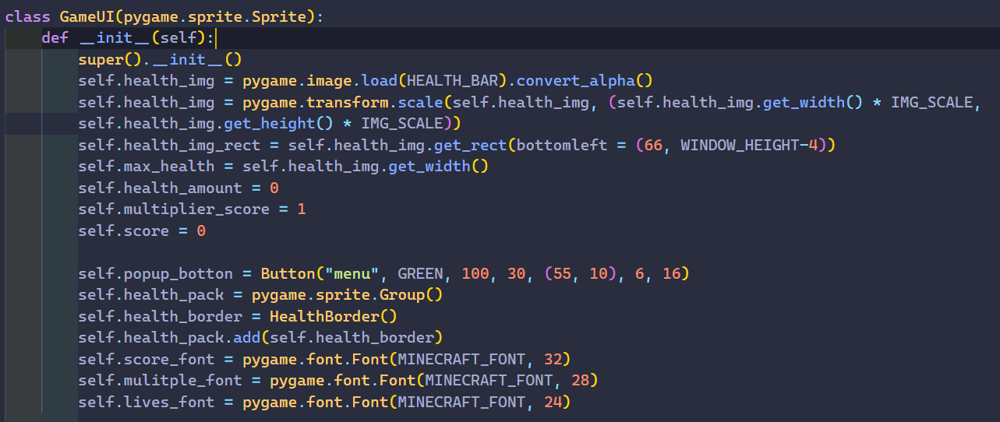 class GameUI(pygame.sprite.Sprite):
    def __init__(self):
        super().__init__()
        self.health_img = pygame.image.load(HEALTH_BAR).convert_alpha()
        self.health_img = pygame.transform.scale(self.health_img, (self.health_img.get_width() * IMG_SCALE,
        self.health_img.get_height() * IMG_SCALE))
        self.health_img_rect = self.health_img.get_rect(bottomleft = (66, WINDOW_HEIGHT-4))
        self.max_health = self.health_img.get_width()
        self.health_amount = 0
        self.multiplier_score = 1
        self.score = 0

        self.popup_botton = Button("menu", GREEN, 100, 30, (55, 10), 6, 16)
        self.health_pack = pygame.sprite.Group()
        self.health_border = HealthBorder()
        self.health_pack.add(self.health_border)
        self.score_font = pygame.font.Font(MINECRAFT_FONT, 32)
        self.mulitple_font = pygame.font.Font(MINECRAFT_FONT, 28)
        self.lives_font = pygame.font.Font(MINECRAFT_FONT, 24)